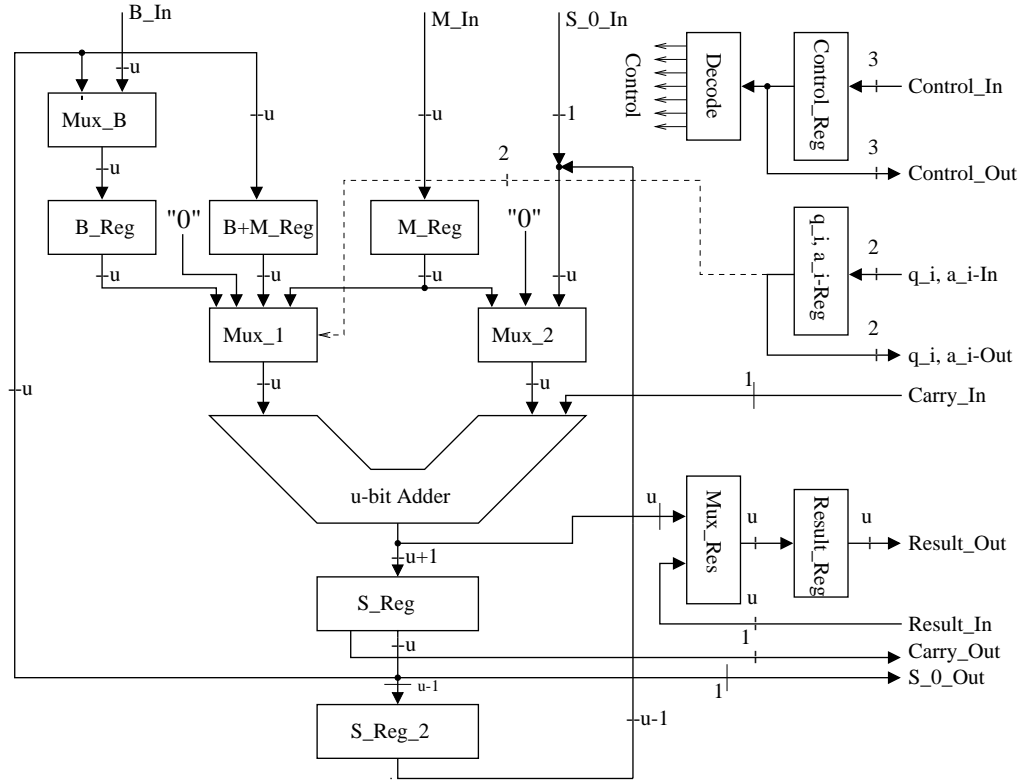 B_In
M_In
S_0_In
u
u
u
1
Control
Decode
Control_Reg
3
Control_In
3
Control_Out
Mux_B
u
2
B_Reg
"0"
B+M_Reg
M_Reg
"0"
q_i, a_i-Reg
2
q_i, a_i-In
2
q_i, a_i-Out
u
u
u
u
Mux_1
Mux_2
u
u
u
1
Carry_In
u-bit Adder
u
Mux_Res
u
Result_Reg
u
Result_Out
u+1
S_Reg
u
u
Result_In
1
Carry_Out
u-1
1
S_0_Out
S_Reg_2
u-1